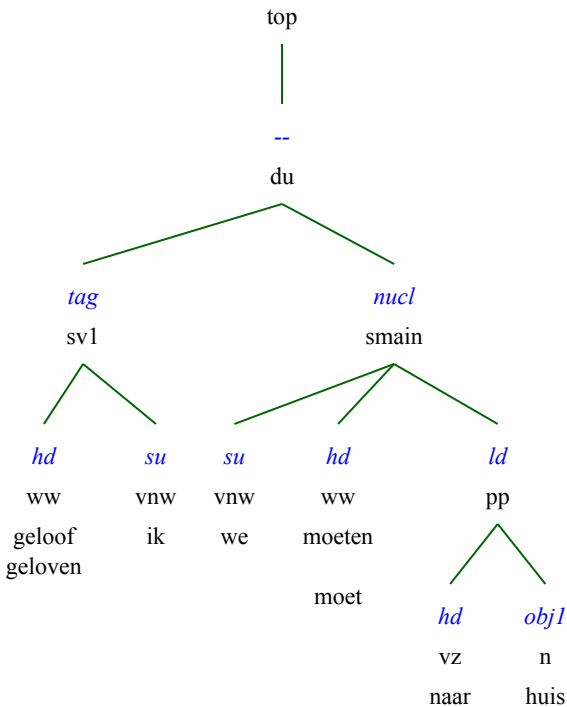 top
--
du
tag nucl
sv1 smain
hd su su hd ld
ww vnw vnw ww pp
geloof ik we moeten
geloven
moet
hd obj1
vz n
naar huis